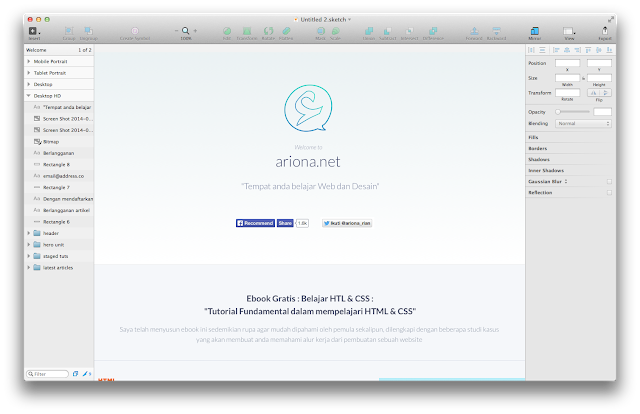 Untitled 2.sketch
Insert
Group
Ungroup
Create Symbol
100%
Edit
Transform
Rotate
Flatten
Mask
Scale
Union
Subtract
Intersect
Difference
Forward
Backward
Mirror
View
Export
Welcome
1 of 2
Mobile Portrait
Tablet Portrait
Desktop
Desktop HD
"Tempat anda belajar
Screen Shot 2014-0...
Screen Shot 2014-0...
Bitmap
Berlangganan
Rectangle 8
email@address.co
Rectangle 7
Dengan mendaftarkan
Berlangganan artikel
Rectangle 6
header
hero unit
staged tuts
latest articles
Filter
Welcome to
ariona.net
"Tempat anda belajar Web dan Desain"
Recommend
Share
1.8k
Ikuti @ariona_rian
Ebook Gratis : Belajar HTL & CSS :
"Tutorial Fundamental dalam mempelajari HTML & CSS"
Saya telah menyusun ebook ini sedemikian rupa agar mudah dipahami oleh pemula sekalipun, dilengkapi dengan beberapa studi kasus
yang akan membuat anda memahami alur kerja dari pembuatan sebuah website
HTML
Position
X
Y
Size
Width
Height
Transform
Rotate
Flip
Opacity
Blending
Normal
Fills
Borders
Shadows
Inner Shadows
Gaussian Blur
Reflection